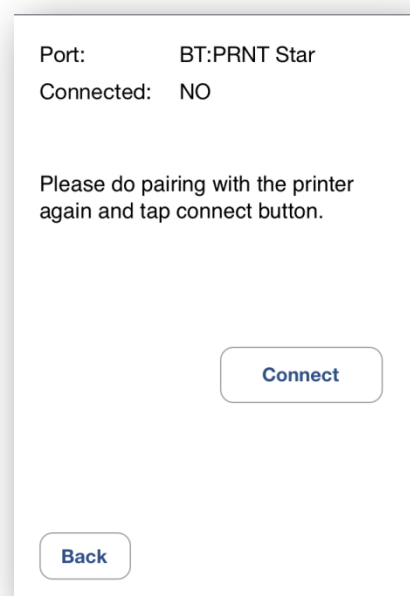 Port: BT:PRNT Star
Connected: NO
Please do pairing with the printer
again and tap connect button.
Connect
Back